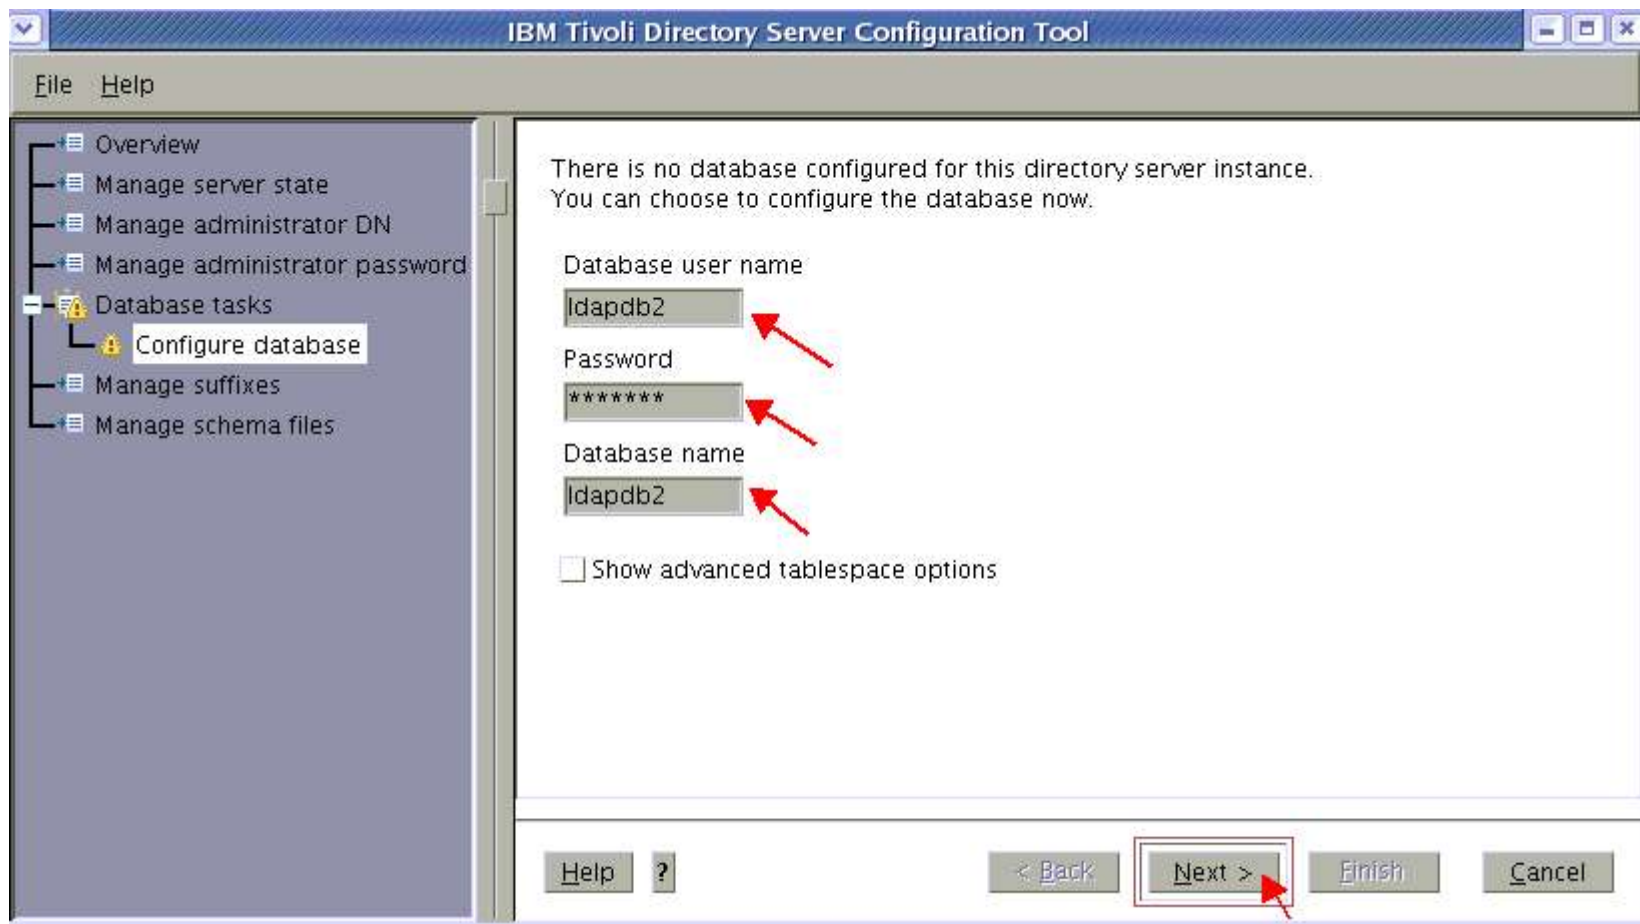 IBM Tivoli Directory Server Configuration Tool
File Help
Overview
Manage server state
Manage administrator DN
Manage administrator password
Database tasks
Configure database
Manage suffixes
Manage schema files
There is no database configured for this directory server instance.
You can choose to configure the database now.
Database user name
ldapdb2
Password
*******
Database name
ldapdb2
Show advanced tablespace options
Help ? < Back Next > Finish Cancel